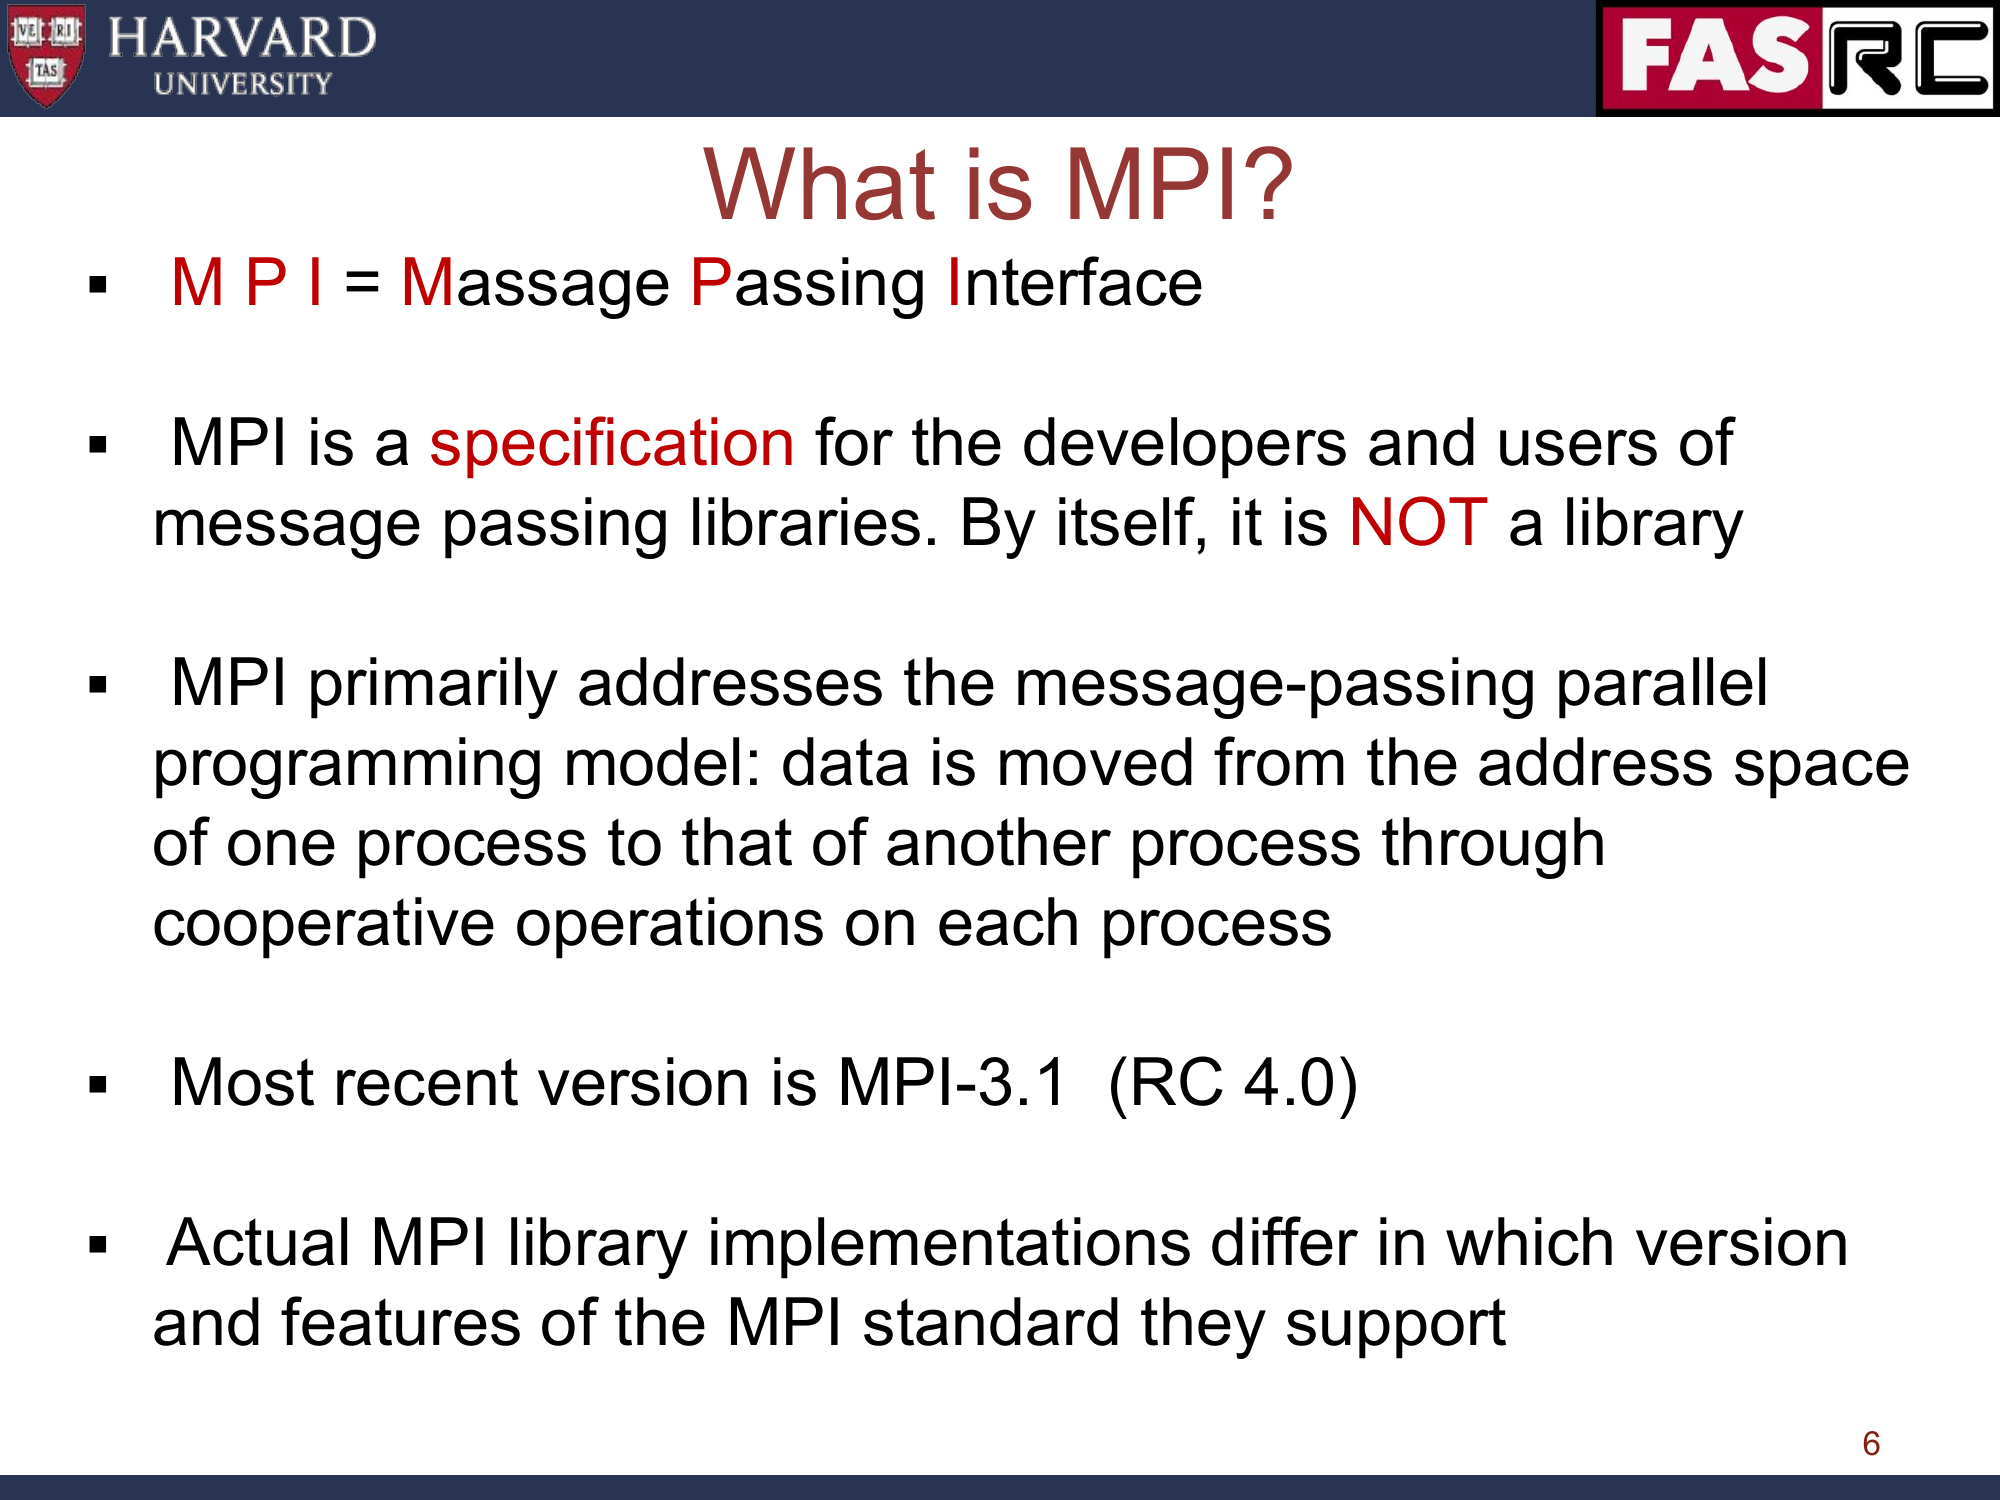 VE RI
TAS
HARVARD
UNIVERSITY
FAS RC
What is MPI?
▪ M P I = Massage Passing Interface
▪ MPI is a specification for the developers and users of
message passing libraries. By itself, it is NOT a library
▪ MPI primarily addresses the message-passing parallel
programming model: data is moved from the address space
of one process to that of another process through
cooperative operations on each process
▪ Most recent version is MPI-3.1 (RC 4.0)
▪ Actual MPI library implementations differ in which version
and features of the MPI standard they support
6